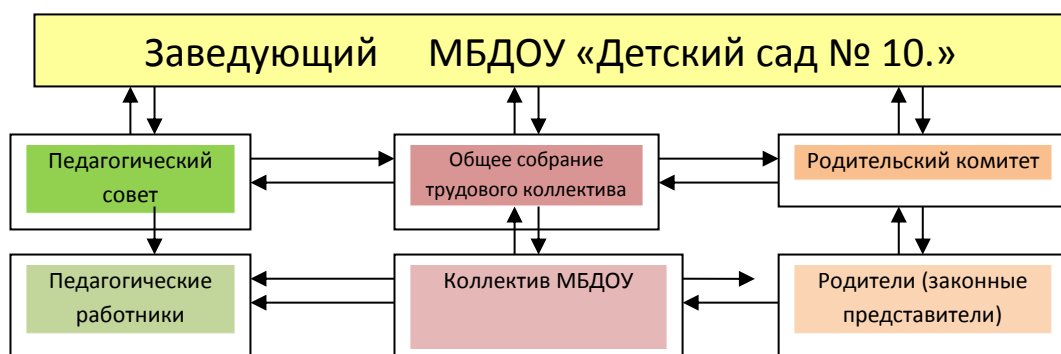 Заведующий МБДОУ «Детский сад № 10.»
Педагогический
совет
Общее собрание
трудового коллектива
Родительский комитет
Педагогические
работники
Коллектив МБДОУ
Родители (законные
представители)